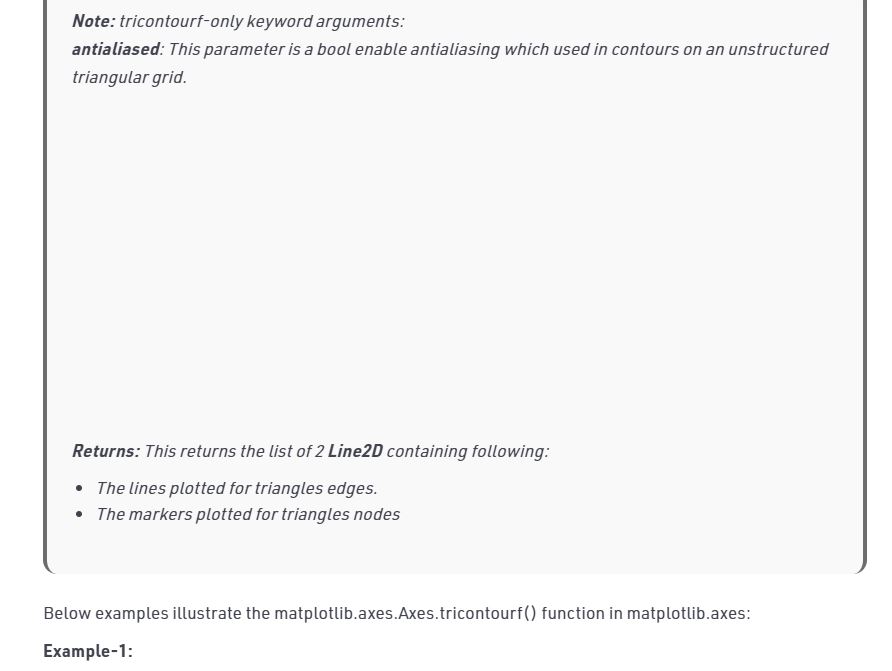 Note: tricontourf-only keyword arguments:
antialiased: This parameter is a bool enable antialiasing which used in contours on an unstructured
triangular grid.
Returns: This returns the list of 2 Line2D containing following:
• The lines plotted for triangles edges.
• The markers plotted for triangles nodes
Below examples illustrate the matplotlib.axes.Axes.tricontourf() function in matplotlib.axes:
Example-1: